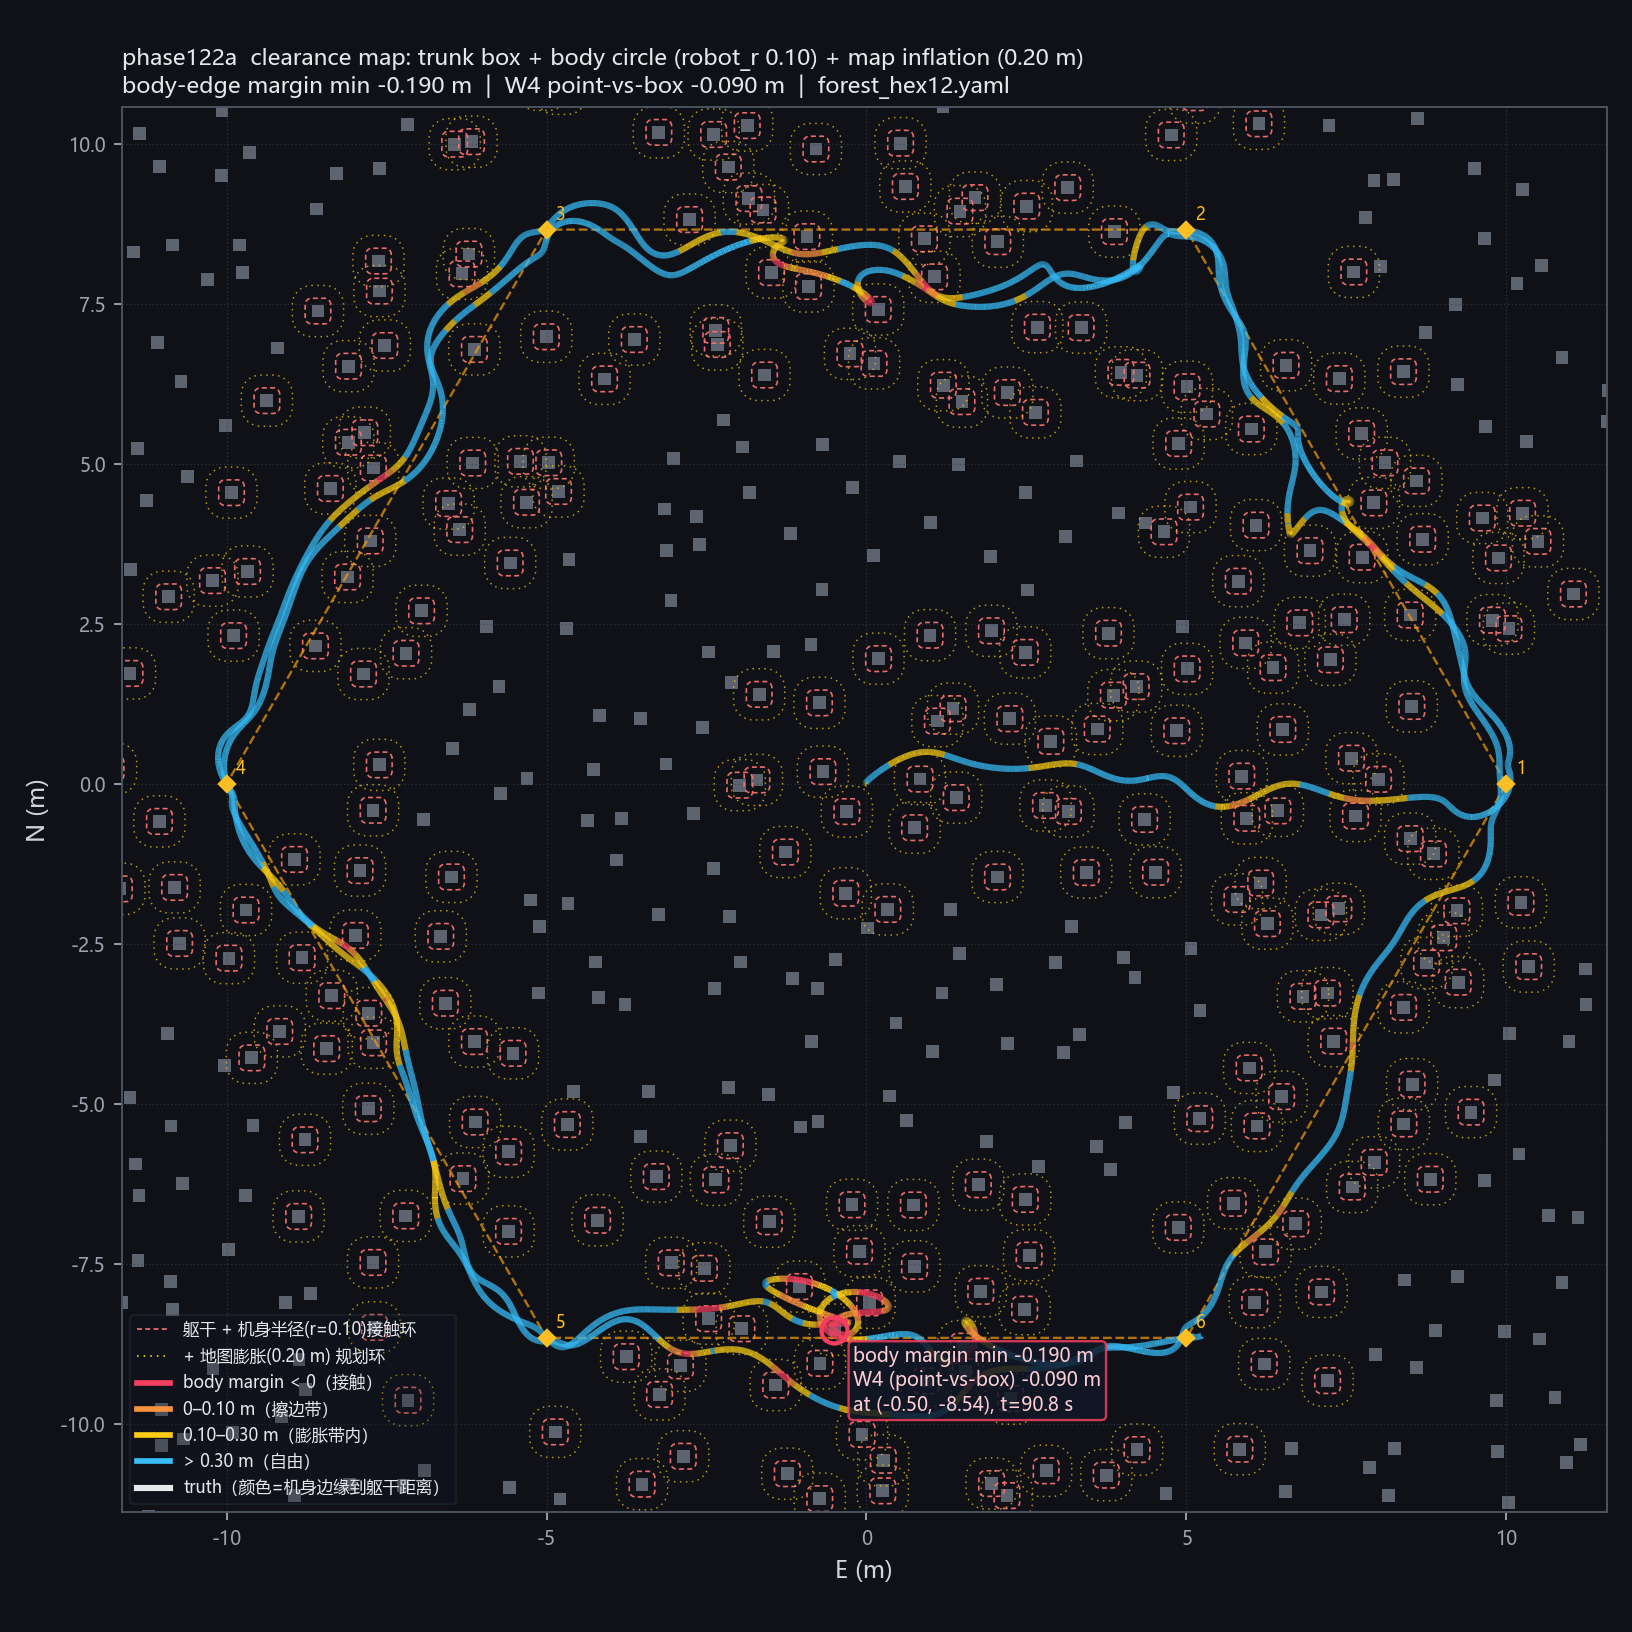 phase122a  clearance map: trunk box + body circle (robot_r 0.10) + map inflation (0.20 m)
body-edge margin min -0.190 m  |  W4 point-vs-box -0.090 m  |  forest_hex12.yaml
10.0
7.5
5.0
2.5
0.0
-2.5
-5.0
-7.5
-10.0
N (m)
3
2
4
1
5
6
body margin min -0.190 m
W4 (point-vs-box) -0.090 m
at (-0.50, -8.54), t=90.8 s
躯干 + 机身半径(r=0.10)接触环
+ 地图膨胀(0.20 m) 规划环
body margin < 0（接触）
0–0.10 m（擦边带）
0.10–0.30 m（膨胀带内）
> 0.30 m（自由）
truth（颜色=机身边缘到躯干距离）
-10
-5
0
5
10
E (m)